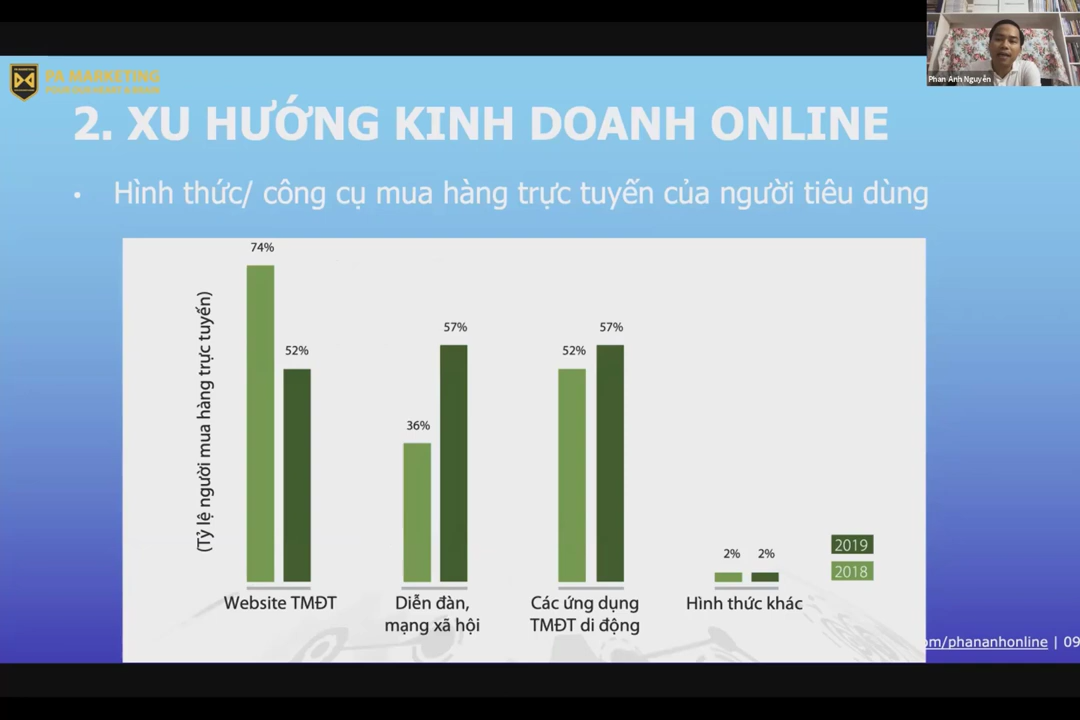 Phan Anh Nguyễn
PA MARKETING
2. XU HƯỚNG KINH DOANH ONLINE
• Hình thức/ công cụ mua hàng trực tuyến của người tiêu dùng
(Tỷ lệ người mua hàng trực tuyến)
74%
52%
36%
57%
52%
57%
2%
2%
2019
2018
Website TMĐT
Diễn đàn,
mạng xã hội
Các ứng dụng
TMĐT di động
Hình thức khác
om/phananhonline | 09